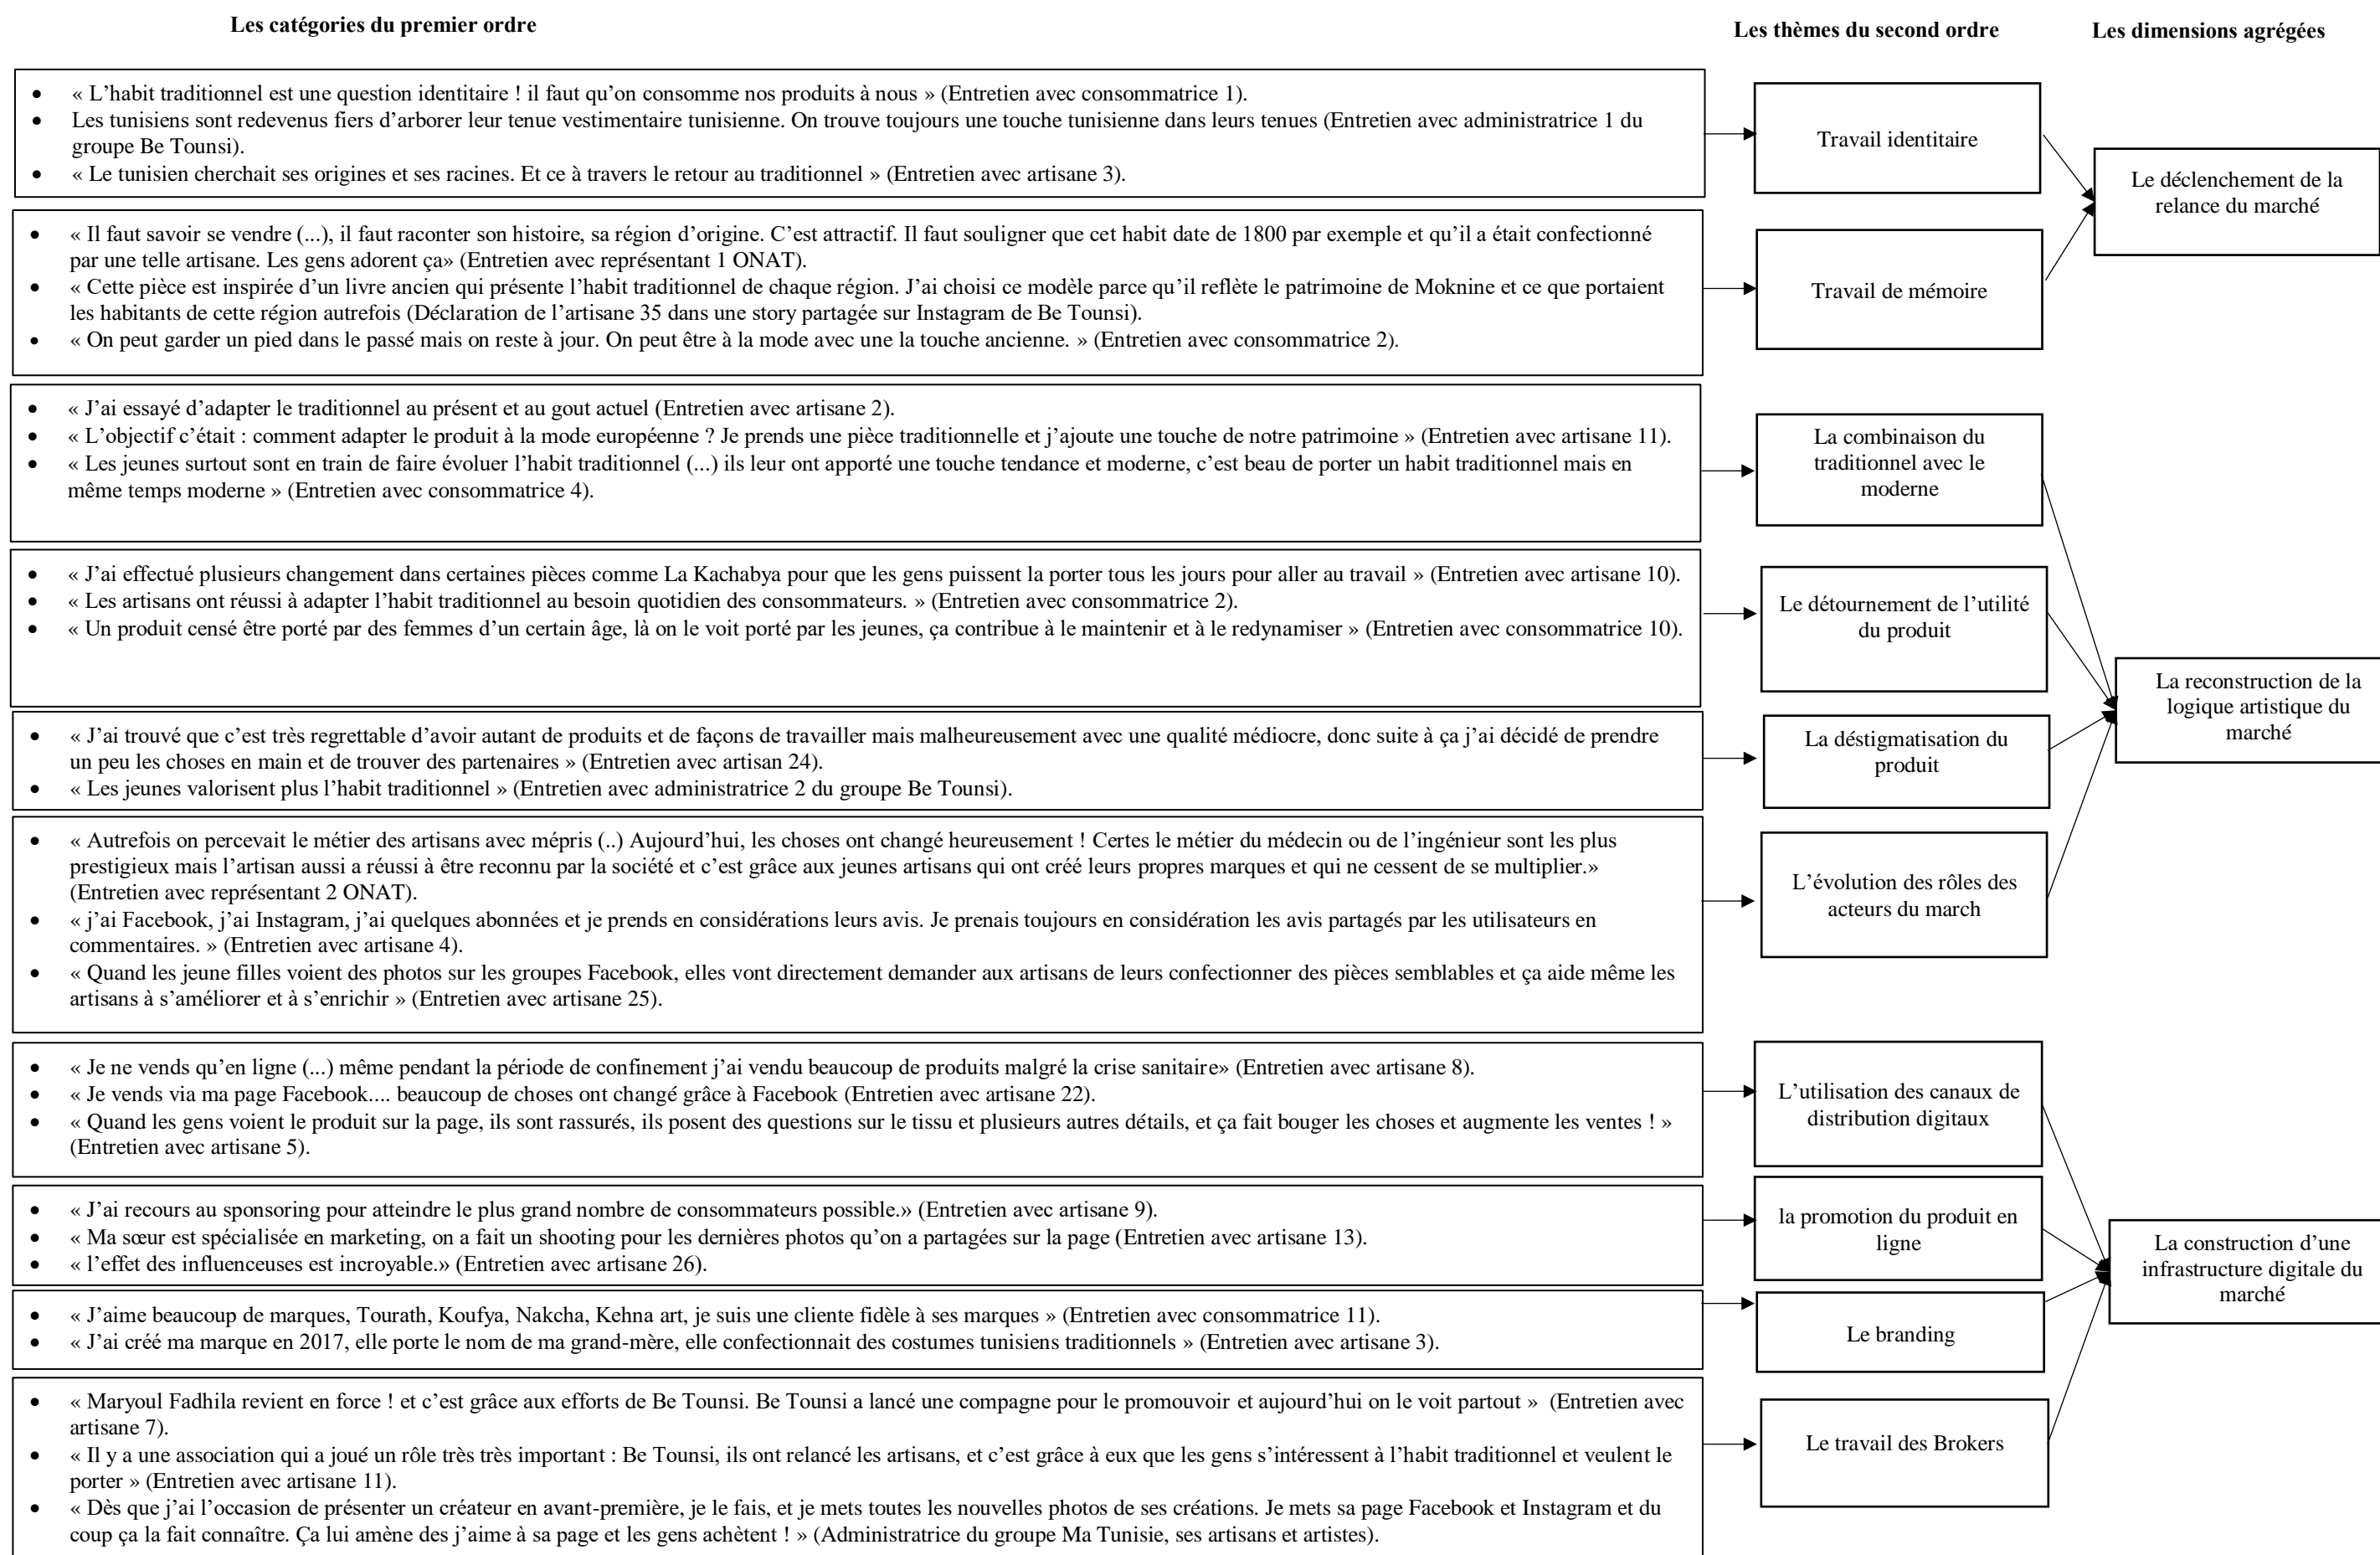 Les catégories du premier ordre
Les thèmes du second ordre
Les dimensions agrégées
• « L’habit traditionnel est une question identitaire ! il faut qu’on consomme nos produits à nous » (Entretien avec consommatrice 1).
• Les tunisiens sont redevenus fiers d’arborer leur tenue vestimentaire tunisienne. On trouve toujours une touche tunisienne dans leurs tenues (Entretien avec administratrice 1 du
groupe Be Tounsi).
• « Le tunisien cherchait ses origines et ses racines. Et ce à travers le retour au traditionnel » (Entretien avec artisane 3).
Travail identitaire
Le déclenchement de la
relance du marché
• « Il faut savoir se vendre (...), il faut raconter son histoire, sa région d’origine. C’est attractif. Il faut souligner que cet habit date de 1800 par exemple et qu’il a était confectionné
par une telle artisane. Les gens adorent ça» (Entretien avec représentant 1 ONAT).
• « Cette pièce est inspirée d’un livre ancien qui présente l’habit traditionnel de chaque région. J’ai choisi ce modèle parce qu’il reflète le patrimoine de Moknine et ce que portaient
les habitants de cette région autrefois (Déclaration de l’artisane 35 dans une story partagée sur Instagram de Be Tounsi).
• « On peut garder un pied dans le passé mais on reste à jour. On peut être à la mode avec une la touche ancienne. » (Entretien avec consommatrice 2).
Travail de mémoire
• « J’ai essayé d’adapter le traditionnel au présent et au gout actuel (Entretien avec artisane 2).
• « L’objectif c’était : comment adapter le produit à la mode européenne ? Je prends une pièce traditionnelle et j’ajoute une touche de notre patrimoine » (Entretien avec artisane 11).
• « Les jeunes surtout sont en train de faire évoluer l’habit traditionnel (...) ils leur ont apporté une touche tendance et moderne, c’est beau de porter un habit traditionnel mais en
même temps moderne » (Entretien avec consommatrice 4).
La combinaison du
traditionnel avec le
moderne
• « J’ai effectué plusieurs changement dans certaines pièces comme La Kachabya pour que les gens puissent la porter tous les jours pour aller au travail » (Entretien avec artisane 10).
• « Les artisans ont réussi à adapter l’habit traditionnel au besoin quotidien des consommateurs. » (Entretien avec consommatrice 2).
• « Un produit censé être porté par des femmes d’un certain âge, là on le voit porté par les jeunes, ça contribue à le maintenir et à le redynamiser » (Entretien avec consommatrice 10).
Le détournement de l’utilité
du produit
La reconstruction de la
logique artistique du
marché
• « J’ai trouvé que c’est très regrettable d’avoir autant de produits et de façons de travailler mais malheureusement avec une qualité médiocre, donc suite à ça j’ai décidé de prendre
un peu les choses en main et de trouver des partenaires » (Entretien avec artisan 24).
• « Les jeunes valorisent plus l’habit traditionnel » (Entretien avec administratrice 2 du groupe Be Tounsi).
La déstigmatisation du
produit
• « Autrefois on percevait le métier des artisans avec mépris (..) Aujourd’hui, les choses ont changé heureusement ! Certes le métier du médecin ou de l’ingénieur sont les plus
prestigieux mais l’artisan aussi a réussi à être reconnu par la société et c’est grâce aux jeunes artisans qui ont créé leurs propres marques et qui ne cessent de se multiplier.»
(Entretien avec représentant 2 ONAT).
• « j’ai Facebook, j’ai Instagram, j’ai quelques abonnées et je prends en considérations leurs avis. Je prenais toujours en considération les avis partagés par les utilisateurs en
commentaires. » (Entretien avec artisane 4).
• « Quand les jeune filles voient des photos sur les groupes Facebook, elles vont directement demander aux artisans de leurs confectionner des pièces semblables et ça aide même les
artisans à s’améliorer et à s’enrichir » (Entretien avec artisane 25).
L’évolution des rôles des
acteurs du march
• « Je ne vends qu’en ligne (...) même pendant la période de confinement j’ai vendu beaucoup de produits malgré la crise sanitaire» (Entretien avec artisane 8).
• « Je vends via ma page Facebook.... beaucoup de choses ont changé grâce à Facebook (Entretien avec artisane 22).
• « Quand les gens voient le produit sur la page, ils sont rassurés, ils posent des questions sur le tissu et plusieurs autres détails, et ça fait bouger les choses et augmente les ventes ! »
(Entretien avec artisane 5).
L’utilisation des canaux de
distribution digitaux
• « J’ai recours au sponsoring pour atteindre le plus grand nombre de consommateurs possible.» (Entretien avec artisane 9).
• « Ma sœur est spécialisée en marketing, on a fait un shooting pour les dernières photos qu’on a partagées sur la page (Entretien avec artisane 13).
• « l’effet des influenceuses est incroyable.» (Entretien avec artisane 26).
la promotion du produit en
ligne
La construction d’une
infrastructure digitale du
marché
• « J’aime beaucoup de marques, Tourath, Koufya, Nakcha, Kehna art, je suis une cliente fidèle à ses marques » (Entretien avec consommatrice 11).
• « J’ai créé ma marque en 2017, elle porte le nom de ma grand-mère, elle confectionnait des costumes tunisiens traditionnels » (Entretien avec artisane 3).
Le branding
• « Maryoul Fadhila revient en force ! et c’est grâce aux efforts de Be Tounsi. Be Tounsi a lancé une compagne pour le promouvoir et aujourd’hui on le voit partout » (Entretien avec
artisane 7).
• « Il y a une association qui a joué un rôle très très important : Be Tounsi, ils ont relancé les artisans, et c’est grâce à eux que les gens s’intéressent à l’habit traditionnel et veulent le
porter » (Entretien avec artisane 11).
• « Dès que j’ai l’occasion de présenter un créateur en avant-première, je le fais, et je mets toutes les nouvelles photos de ses créations. Je mets sa page Facebook et Instagram et du
coup ça la fait connaître. Ça lui amène des j’aime à sa page et les gens achètent ! » (Administratrice du groupe Ma Tunisie, ses artisans et artistes).
Le travail des Brokers